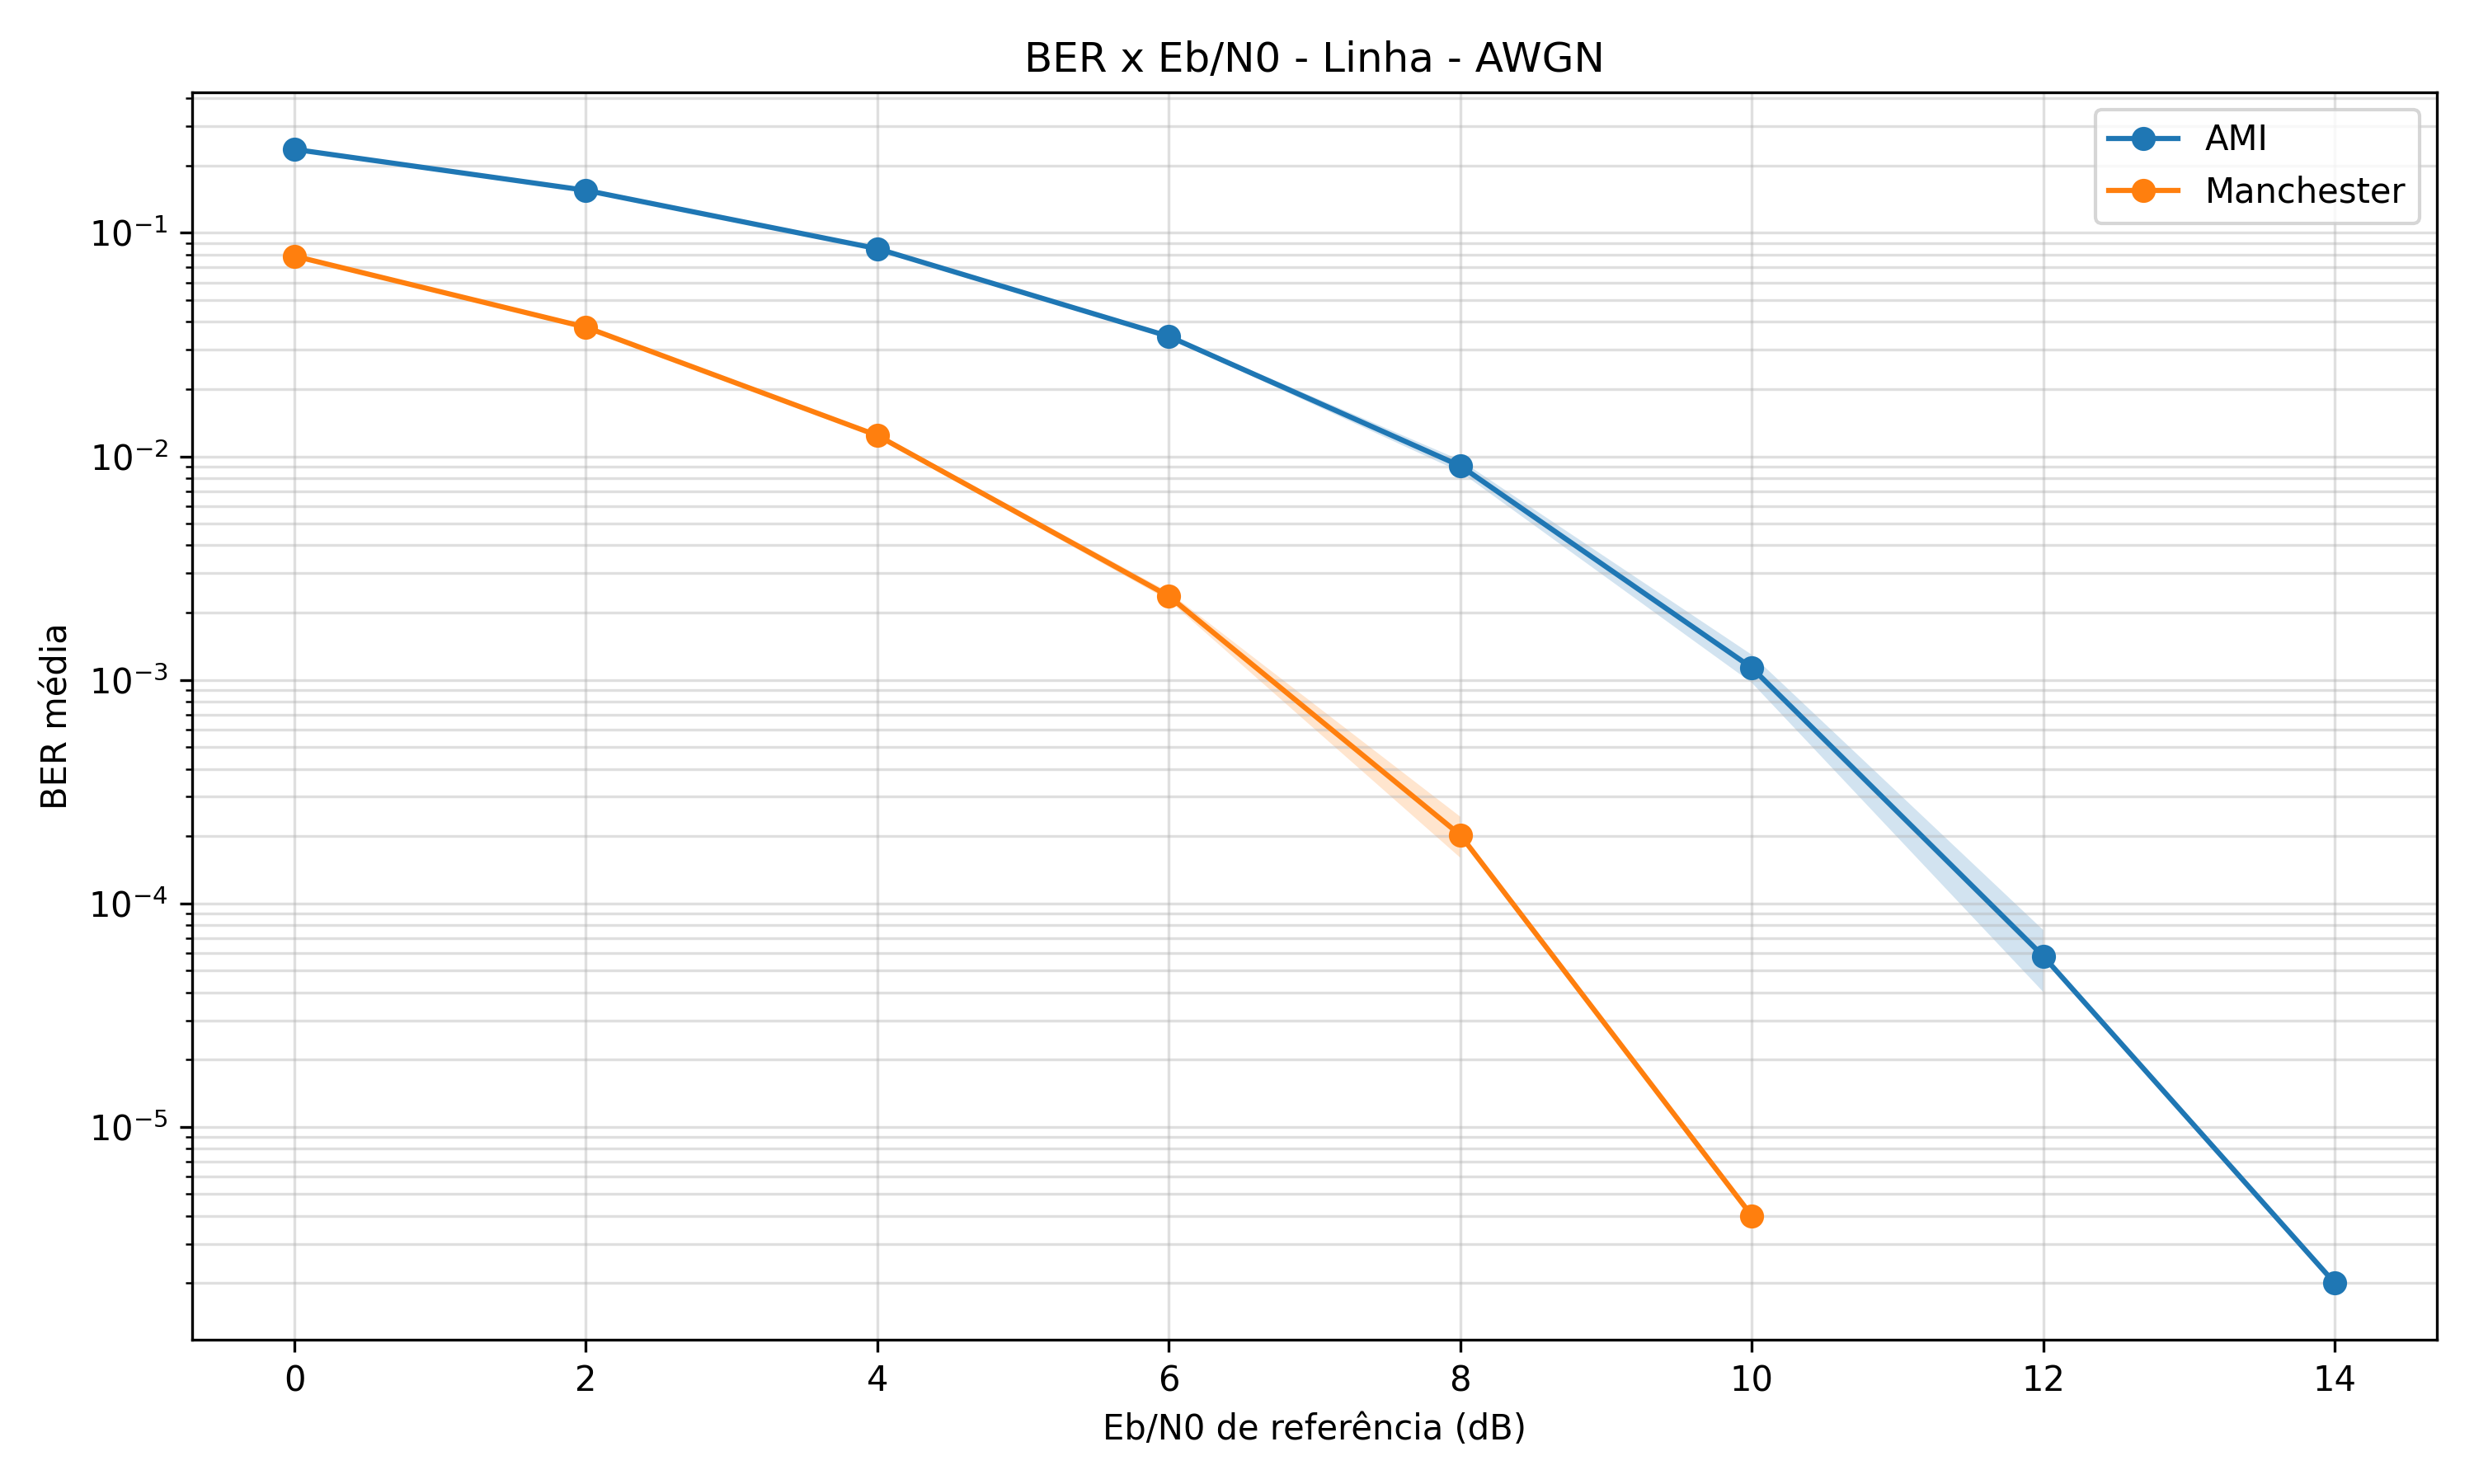 BER x Eb/N0 - Linha - AWGN
AMI
Manchester
BER média
10⁻¹
10⁻²
10⁻³
10⁻⁴
10⁻⁵
0 2 4 6 8 10 12 14
Eb/N0 de referência (dB)